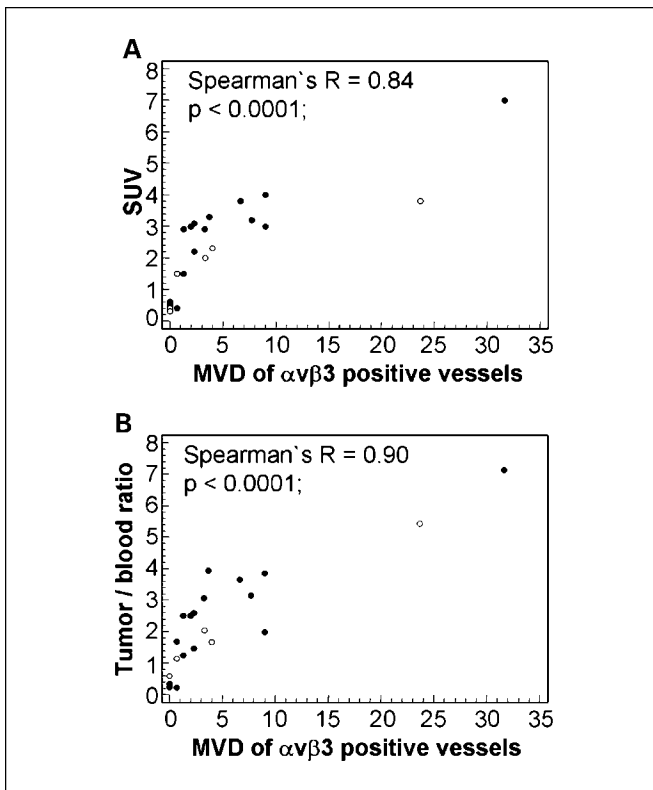 A
Spearman`s R = 0.84
p < 0.0001;
8
7
6
5
4
3
2
1
0
SUV
0 5 10 15 20 25 30 35
MVD of αvβ3 positive vessels
B
Spearman`s R = 0.90
p < 0.0001;
8
7
6
5
4
3
2
1
0
Tumor / blood ratio
0 5 10 15 20 25 30 35
MVD of αvβ3 positive vessels